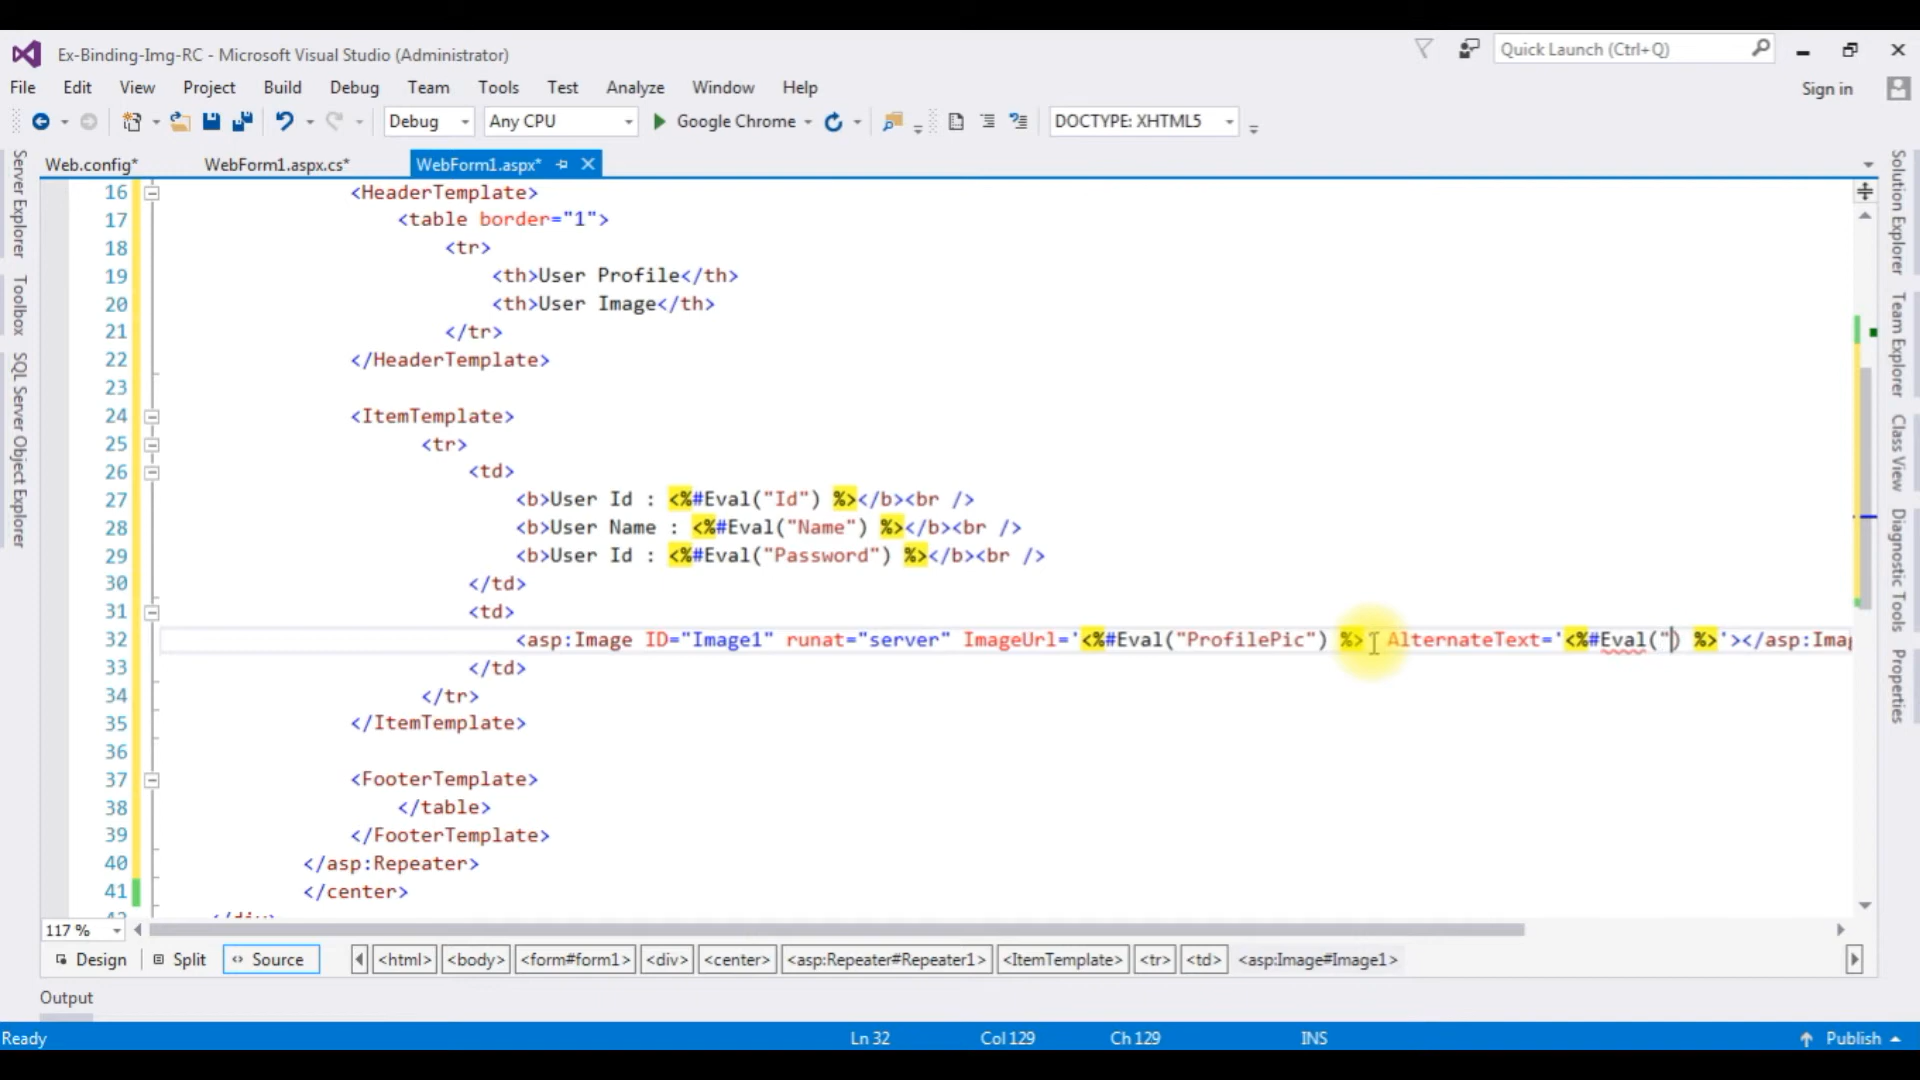 Ex-Binding-Img-RC - Microsoft Visual Studio (Administrator)
Quick Launch (Ctrl+Q)
File Edit View Project Build Debug Team Tools Test Analyze Window Help
Sign in
Debug Any CPU Google Chrome DOCTYPE: XHTML5
Web.config* WebForm1.aspx.cs* WebForm1.aspx*
Server Explorer
Toolbox
SQL Server Object Explorer
16 <HeaderTemplate>
17 <table border="1">
18 <tr>
19 <th>User Profile</th>
20 <th>User Image</th>
21 </tr>
22 </HeaderTemplate>
23
24 <ItemTemplate>
25 <tr>
26 <td>
27 <b>User Id : <%#Eval("Id") %></b><br />
28 <b>User Name : <%#Eval("Name") %></b><br />
29 <b>User Id : <%#Eval("Password") %></b><br />
30 </td>
31 <td>
32 <asp:Image ID="Image1" runat="server" ImageUrl='<%#Eval("ProfilePic") %>' AlternateText='<%#Eval(") %>'></asp:Imag
33 </td>
34 </tr>
35 </ItemTemplate>
36
37 <FooterTemplate>
38 </table>
39 </FooterTemplate>
40 </asp:Repeater>
41 </center>
42 </div>
Solution Explorer
Team Explorer
Class View
Diagnostic Tools
Properties
117 %
Design Split Source <html> <body> <form#form1> <div> <center> <asp:Repeater#Repeater1> <ItemTemplate> <tr> <td> <asp:Image#Image1>
Output
Ready Ln 32 Col 129 Ch 129 INS Publish